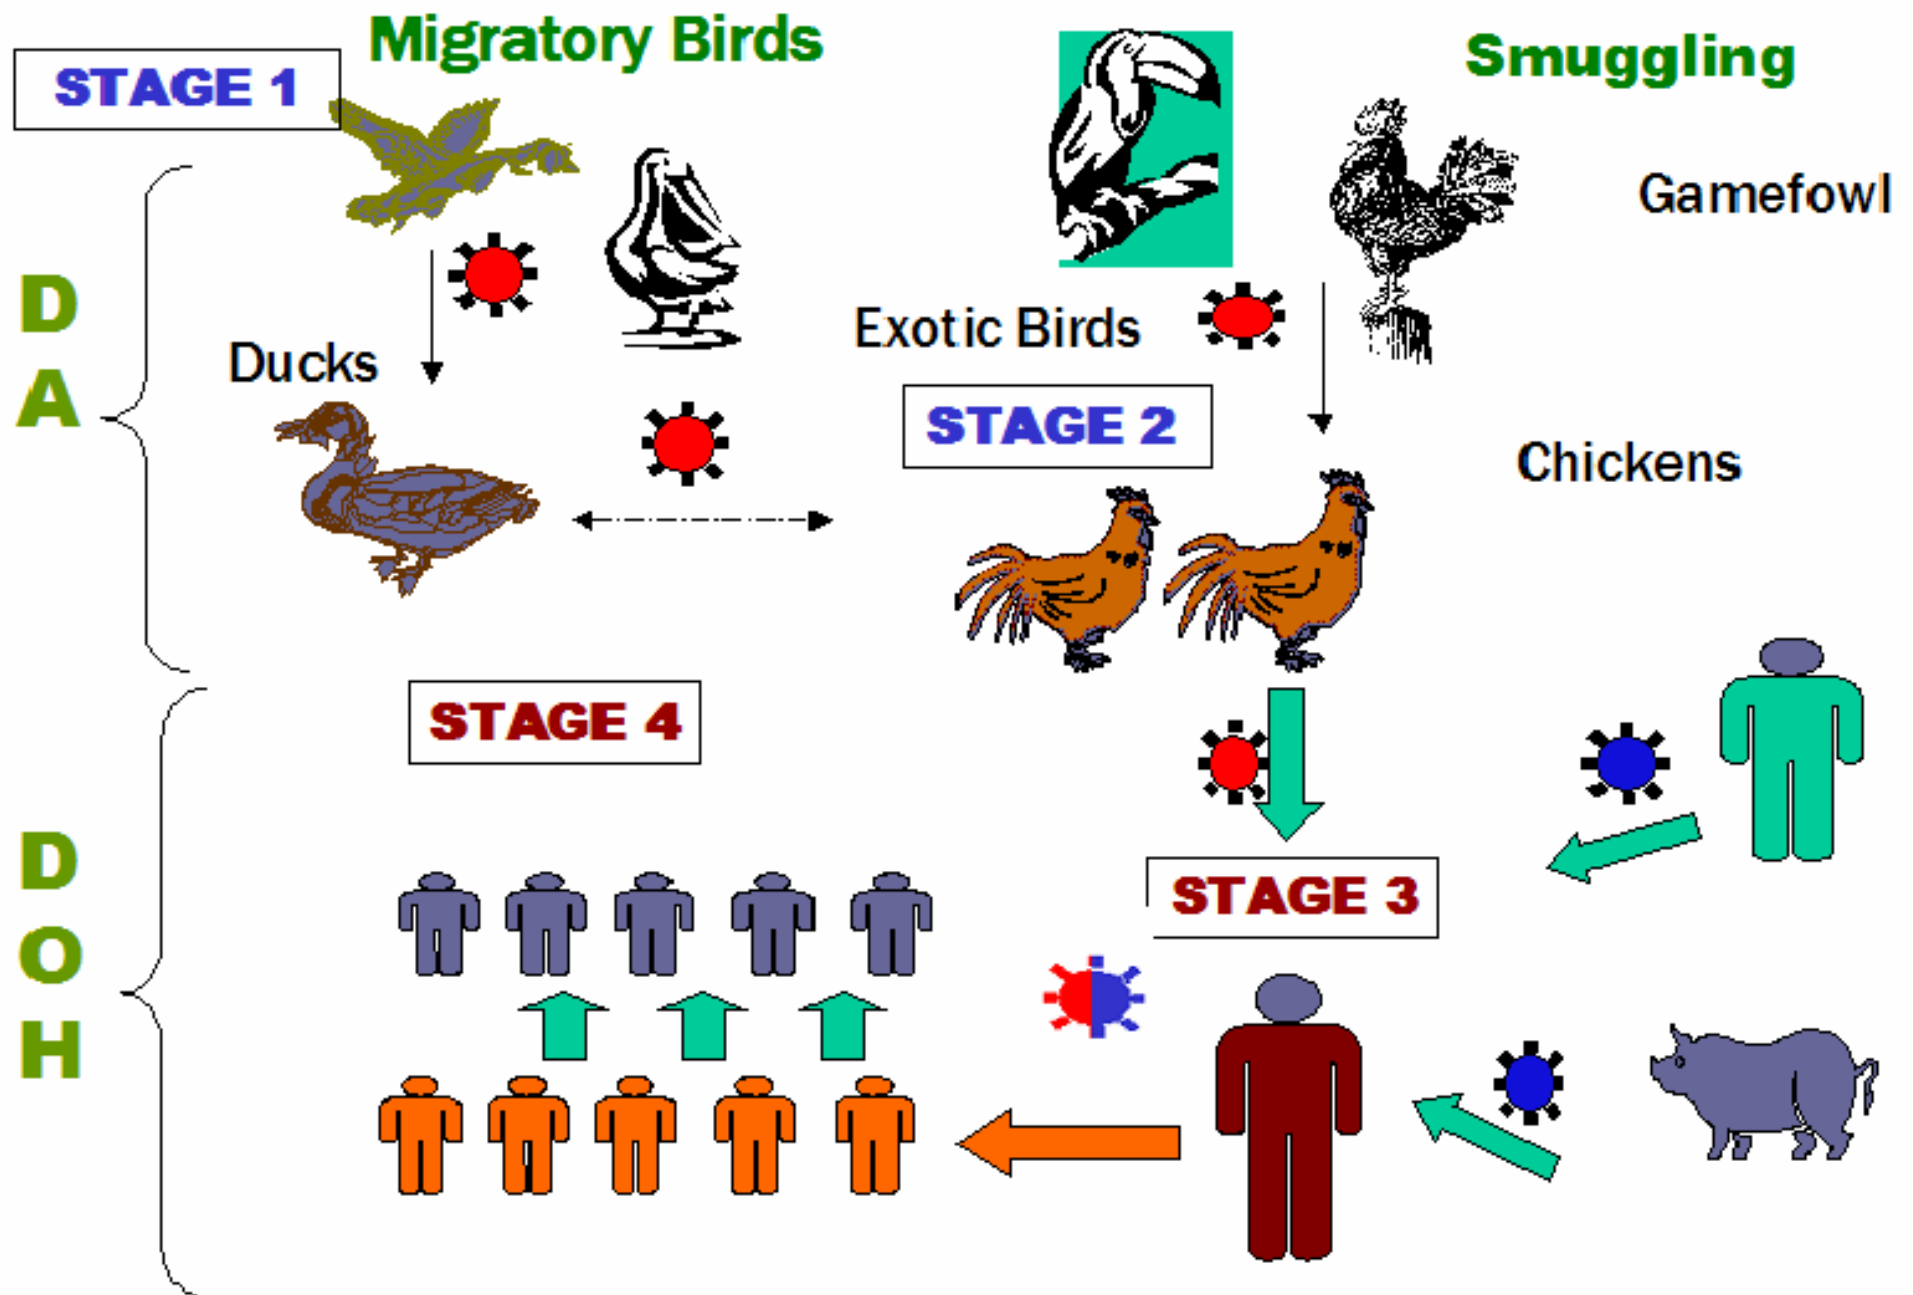 Migratory Birds
Smuggling
STAGE 1
Gamefowl
D
A
Exotic Birds
Ducks
STAGE 2
Chickens
STAGE 4
D
O
H
STAGE 3